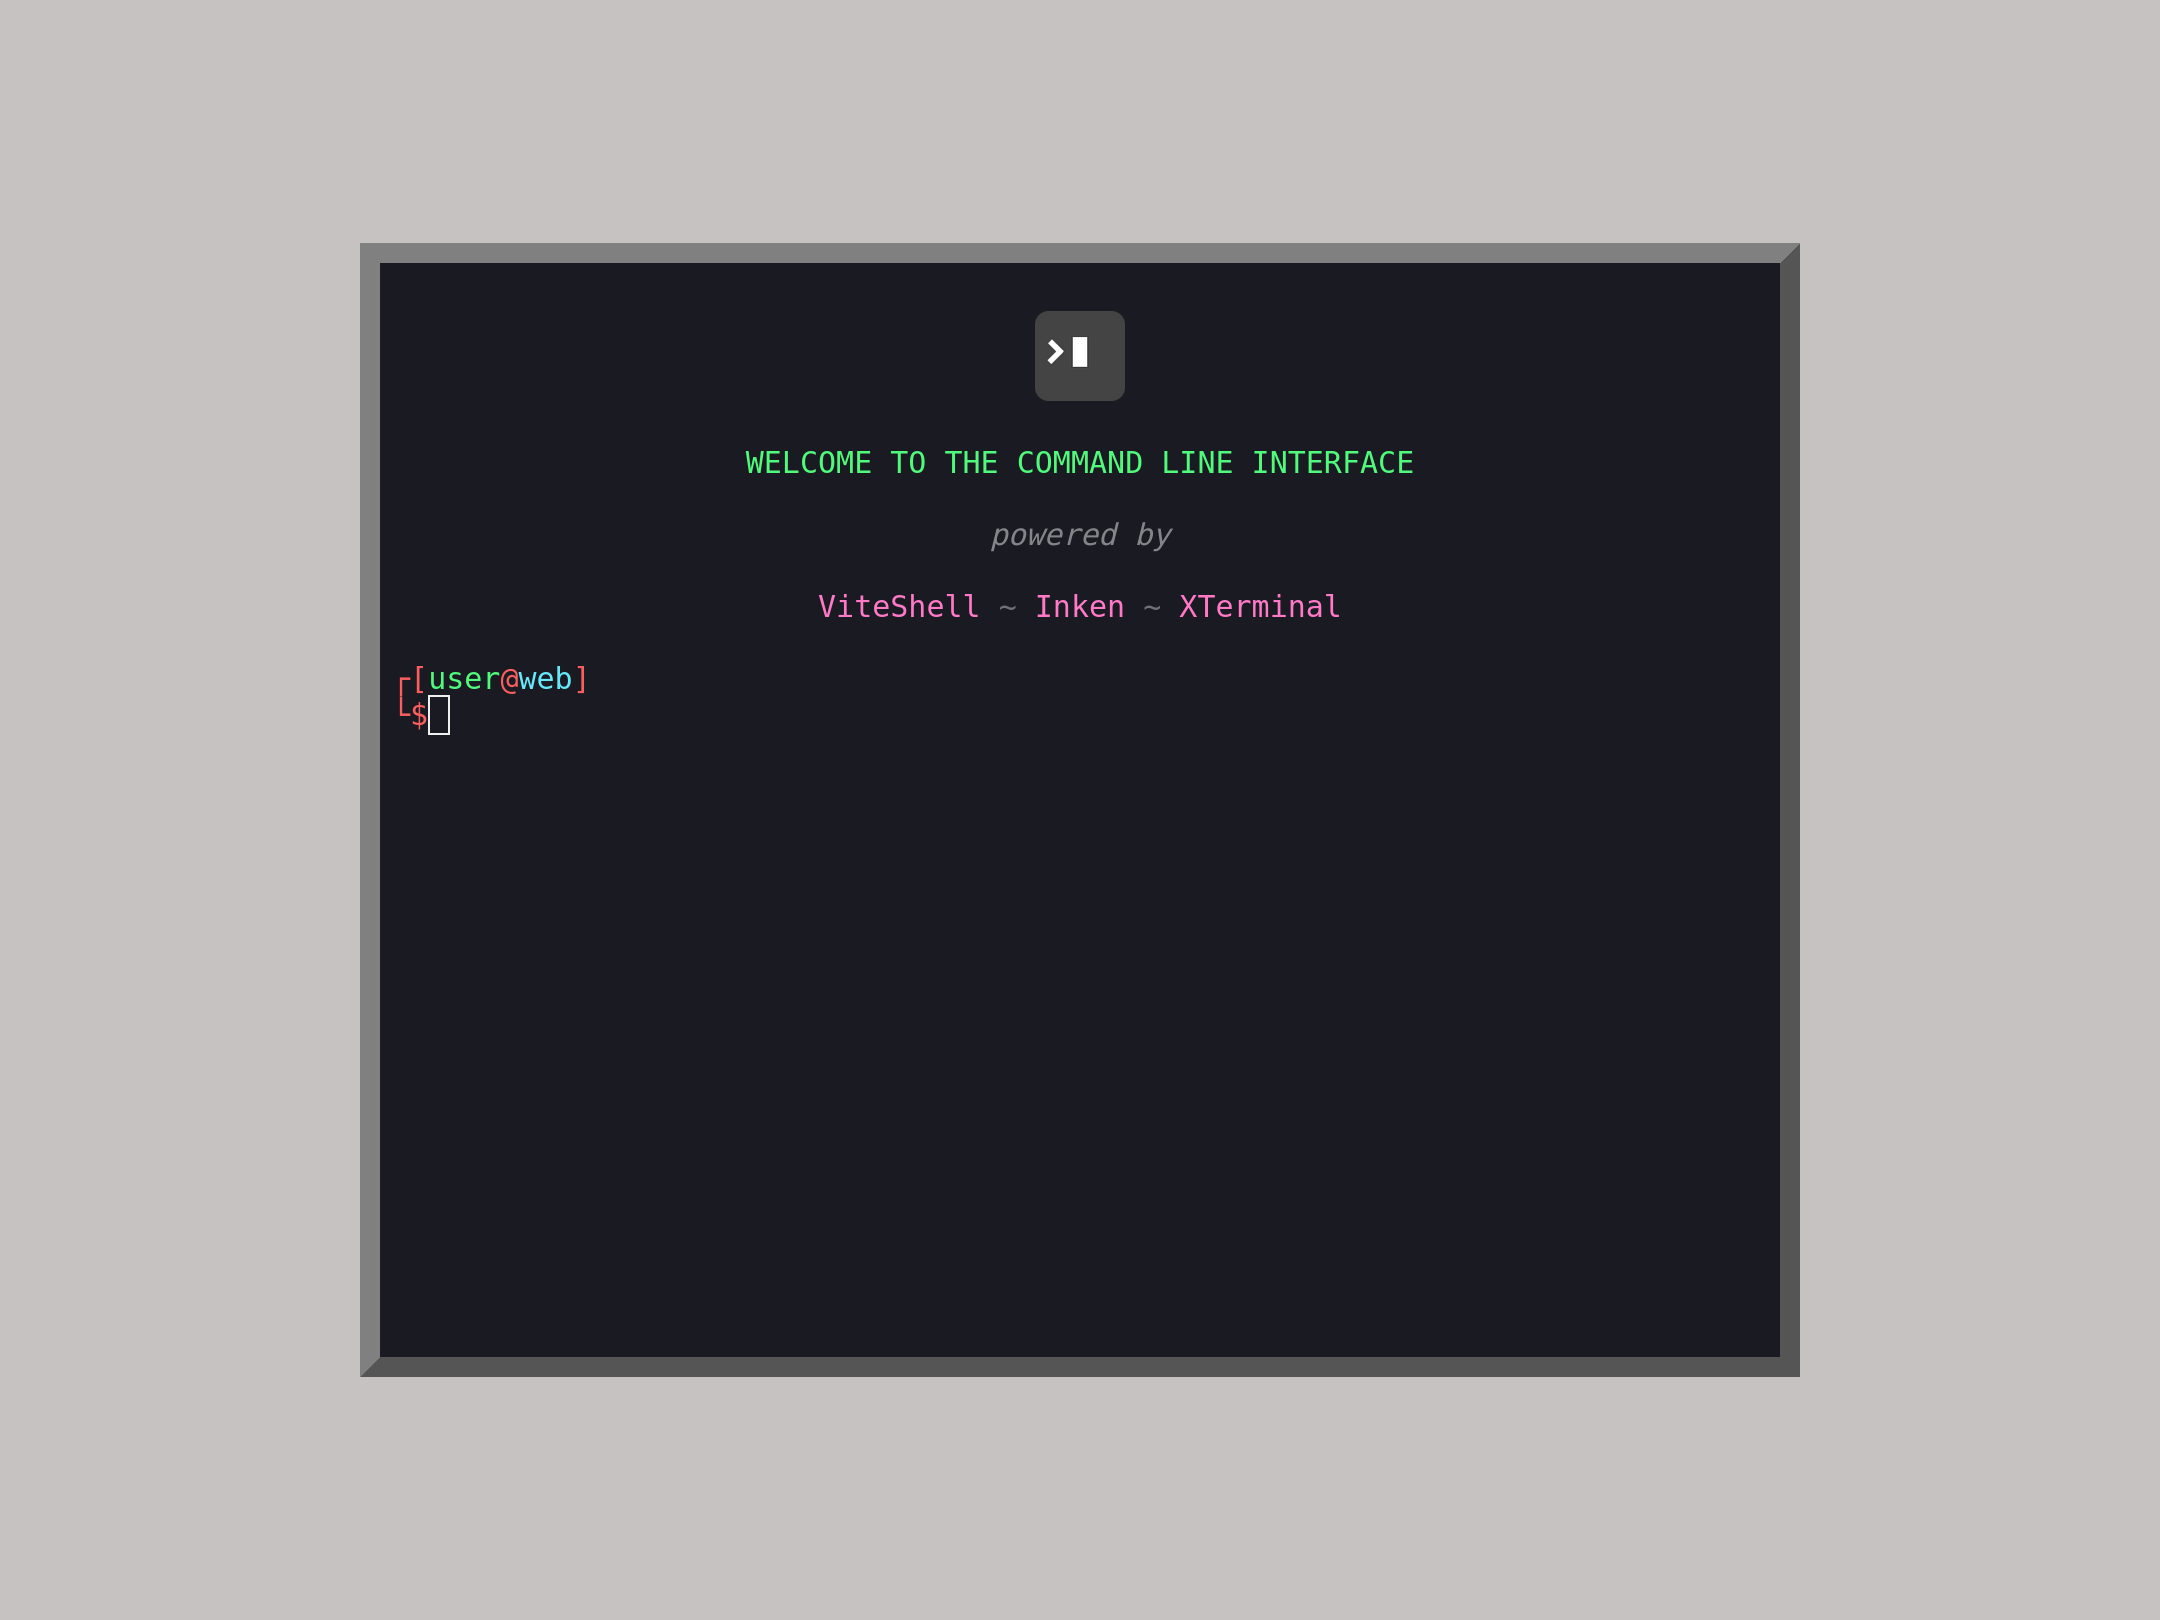 WELCOME TO THE COMMAND LINE INTERFACE
powered by
ViteShell ~ Inken ~ XTerminal
┌[user@web]
└$